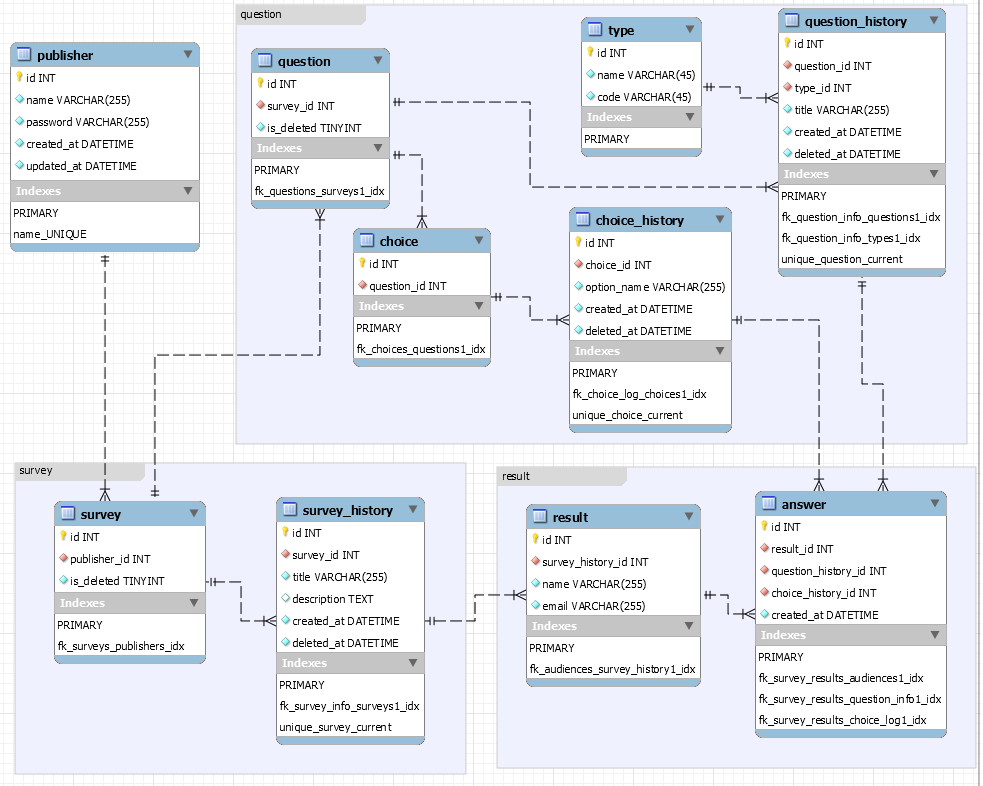 publisher
id INT
name VARCHAR(255)
password VARCHAR(255)
created_at DATETIME
updated_at DATETIME
Indexes
PRIMARY
name_UNIQUE
question
question
id INT
survey_id INT
is_deleted TINYINT
Indexes
PRIMARY
fk_questions_surveys1_idx
type
id INT
name VARCHAR(45)
code VARCHAR(45)
Indexes
PRIMARY
question_history
id INT
question_id INT
type_id INT
title VARCHAR(255)
created_at DATETIME
deleted_at DATETIME
Indexes
PRIMARY
fk_question_info_questions1_idx
fk_question_info_types1_idx
unique_question_current
choice
id INT
question_id INT
Indexes
PRIMARY
fk_choices_questions1_idx
choice_history
id INT
choice_id INT
option_name VARCHAR(255)
created_at DATETIME
deleted_at DATETIME
Indexes
PRIMARY
fk_choice_log_choices1_idx
unique_choice_current
survey
survey
id INT
publisher_id INT
is_deleted TINYINT
Indexes
PRIMARY
fk_surveys_publishers_idx
survey_history
id INT
survey_id INT
title VARCHAR(255)
description TEXT
created_at DATETIME
deleted_at DATETIME
Indexes
PRIMARY
fk_survey_info_surveys1_idx
unique_survey_current
result
result
id INT
survey_history_id INT
name VARCHAR(255)
email VARCHAR(255)
Indexes
PRIMARY
fk_audiences_survey_history1_idx
answer
id INT
result_id INT
question_history_id INT
choice_history_id INT
created_at DATETIME
Indexes
PRIMARY
fk_survey_results_audiences1_idx
fk_survey_results_question_info1_idx
fk_survey_results_choice_log1_idx